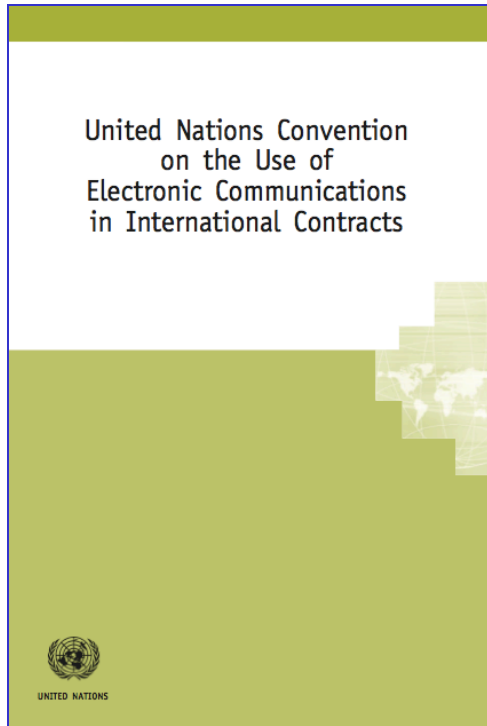 United Nations Convention
on the Use of
Electronic Communications
in International Contracts
UNITED NATIONS